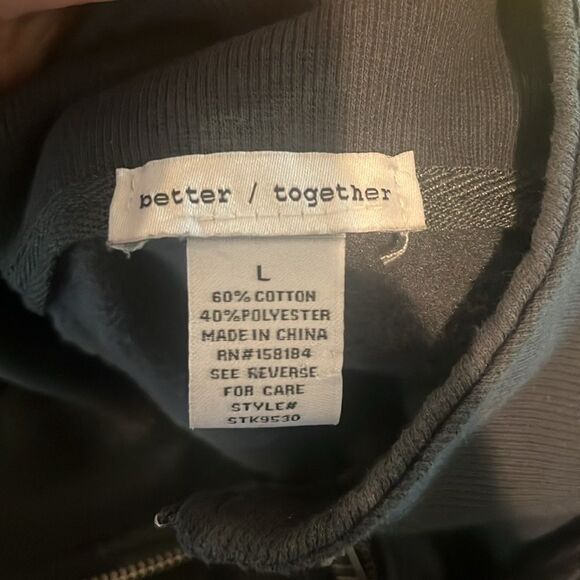 better / together
L
60% COTTON
40%POLYESTER
MADE IN CHINA
RN#158184
SEE REVERSE
FOR CARE
STYLE#
STK9530